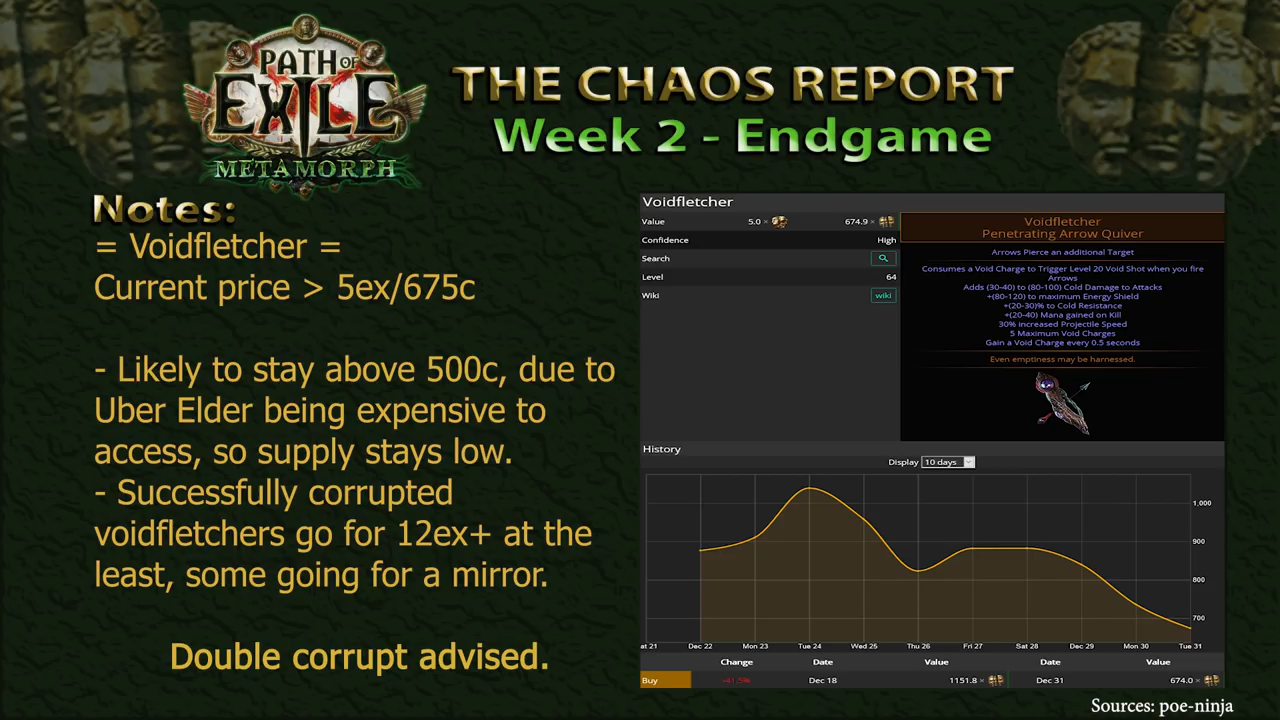 PATH OF
EXILE
METAMORPH
THE CHAOS REPORT
Week 2 - Endgame
Notes:
= Voidfletcher =
Current price > 5ex/675c
- Likely to stay above 500c, due to
Uber Elder being expensive to
access, so supply stays low.
- Successfully corrupted
voidfletchers go for 12ex+ at the
least, some going for a mirror.
Double corrupt advised.
Voidfletcher
Value 5.0 × 674.9 ×
Confidence High
Search
Level 64
Wiki wiki
Voidfletcher
Penetrating Arrow Quiver
Arrows Pierce an additional Target
Consumes a Void Charge to Trigger Level 20 Void Shot when you fire
Arrows
Adds (30-40) to (80-100) Cold Damage to Attacks
+(80-120) to maximum Energy Shield
+(20-30)% to Cold Resistance
+(20-40) Mana gained on Kill
30% increased Projectile Speed
5 Maximum Void Charges
Gain a Void Charge every 0.5 seconds
Even emptiness may be harnessed.
History
Display 10 days
1,000
900
800
700
at 21 Dec 22 Mon 23 Tue 24 Wed 25 Thu 26 Fri 27 Sat 28 Dec 29 Mon 30 Tue 31
Change Date Value Date Value
Buy -41.5% Dec 18 1151.8 × Dec 31 674.0 ×
Sources: poe-ninja